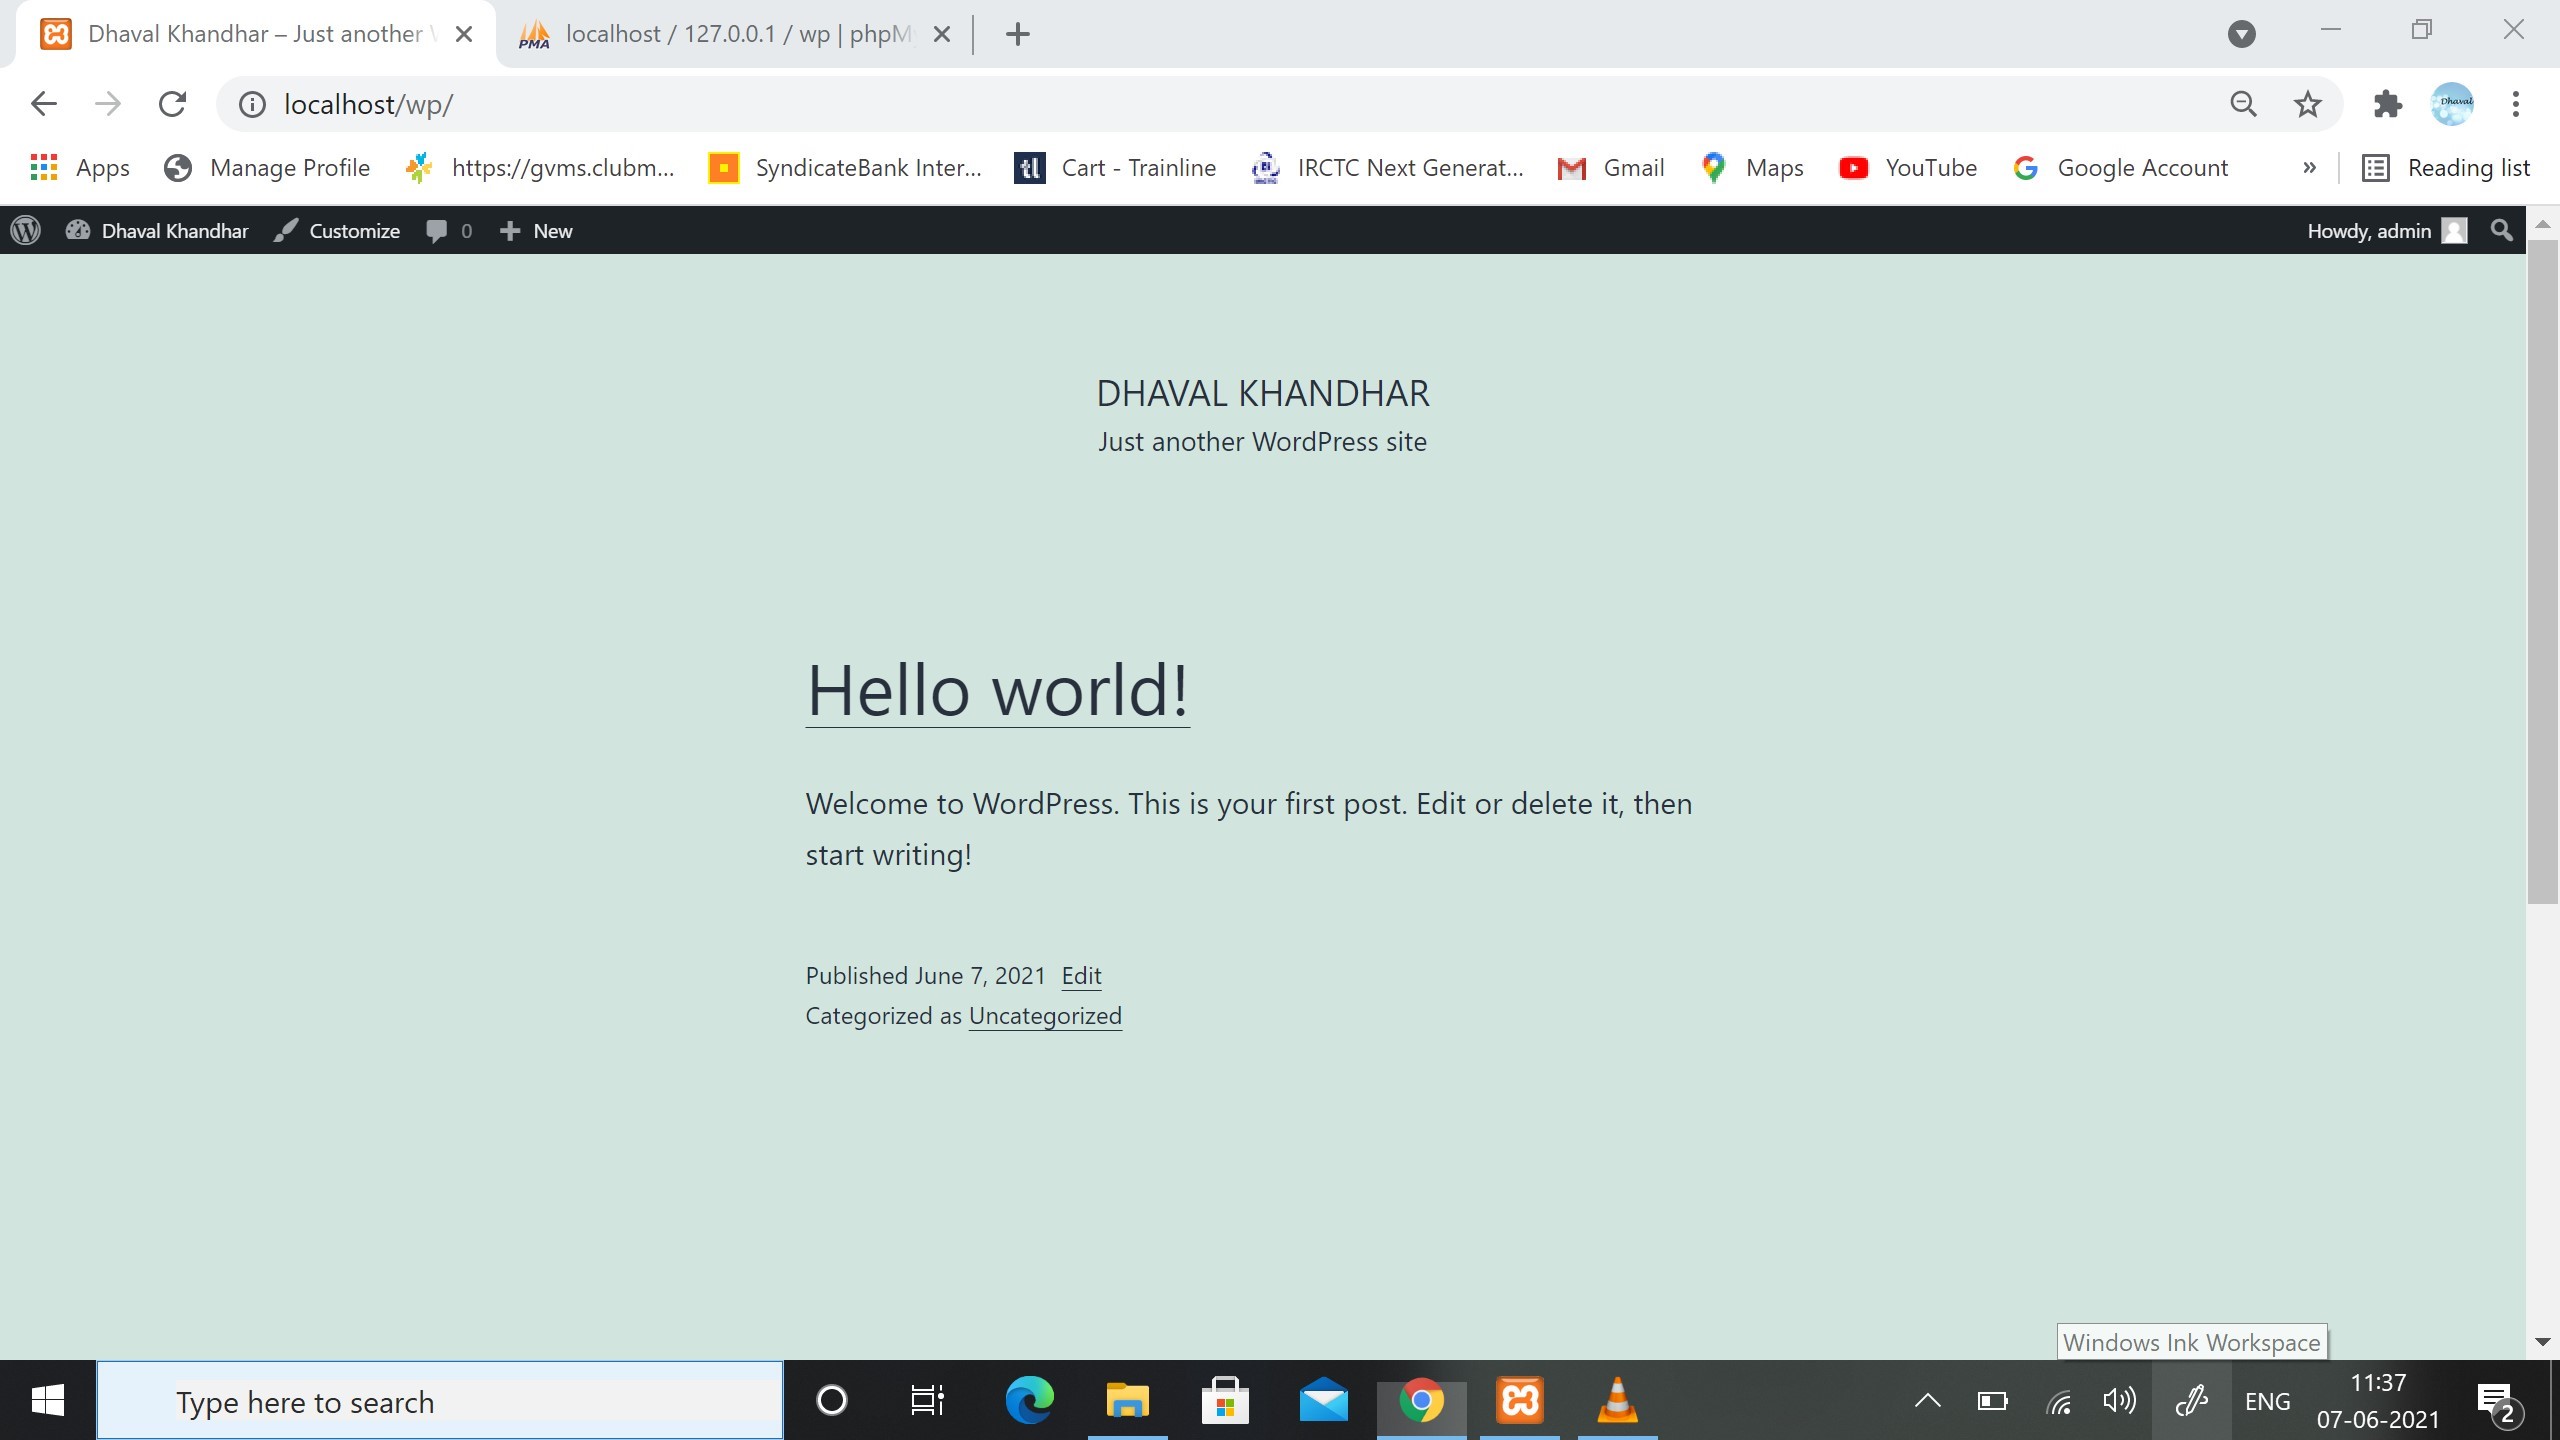 Dhaval Khandhar – Just another
PMA localhost / 127.0.0.1 / wp | phpM
localhost/wp/
Dhaval
Apps Manage Profile https://gvms.clubm... SyndicateBank Inter... tl Cart - Trainline IRCTC Next Generat... Gmail Maps YouTube Google Account » Reading list
Dhaval Khandhar Customize 0 New Howdy, admin
DHAVAL KHANDHAR
Just another WordPress site
Hello world!
Welcome to WordPress. This is your first post. Edit or delete it, then
start writing!
Published June 7, 2021 Edit
Categorized as Uncategorized
Windows Ink Workspace
Type here to search
ENG
11:37
07-06-2021
2